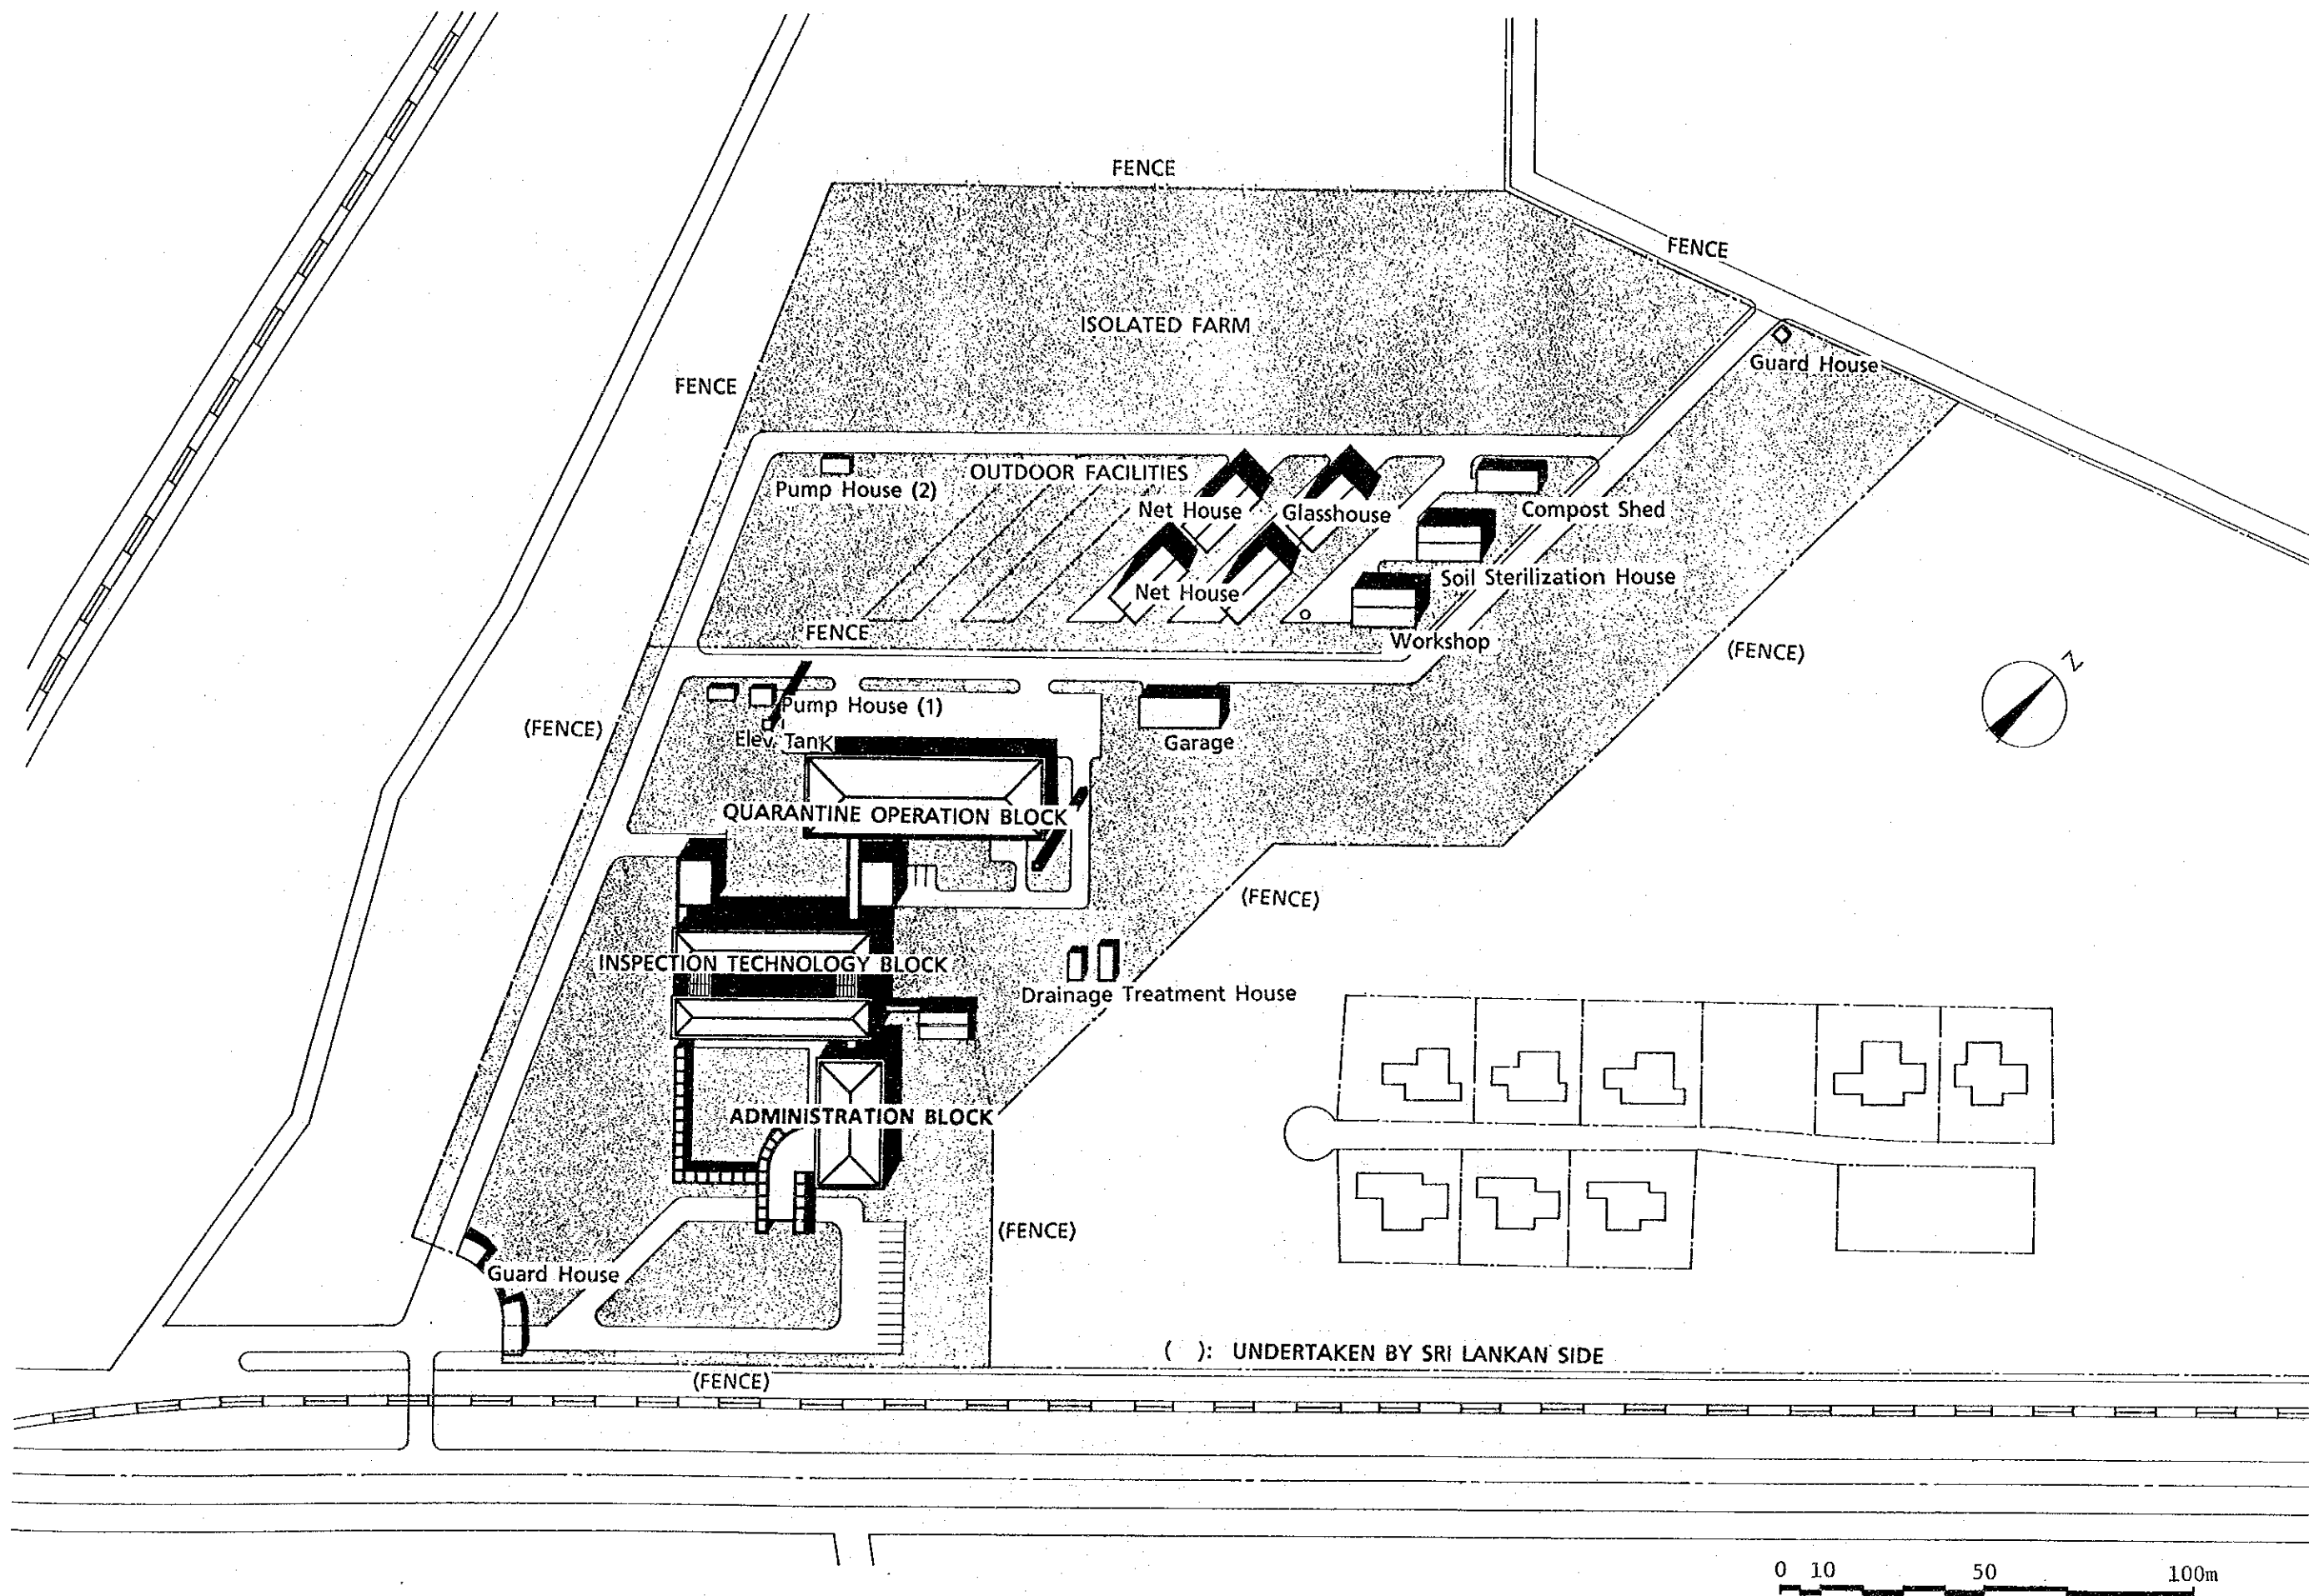 FENCE
FENCE
ISOLATED FARM
Guard House
FENCE
OUTDOOR FACILITIES
Pump House (2)
Net House
Glasshouse
Compost Shed
Soil Sterilization House
Net House
FENCE
Workshop
(FENCE)
N
Pump House (1)
(FENCE)
Elev. Tank
Garage
QUARANTINE OPERATION BLOCK
(FENCE)
INSPECTION TECHNOLOGY BLOCK
Drainage Treatment House
ADMINISTRATION BLOCK
(FENCE)
Guard House
( ): UNDERTAKEN BY SRI LANKAN SIDE
(FENCE)
0 10 50 100m